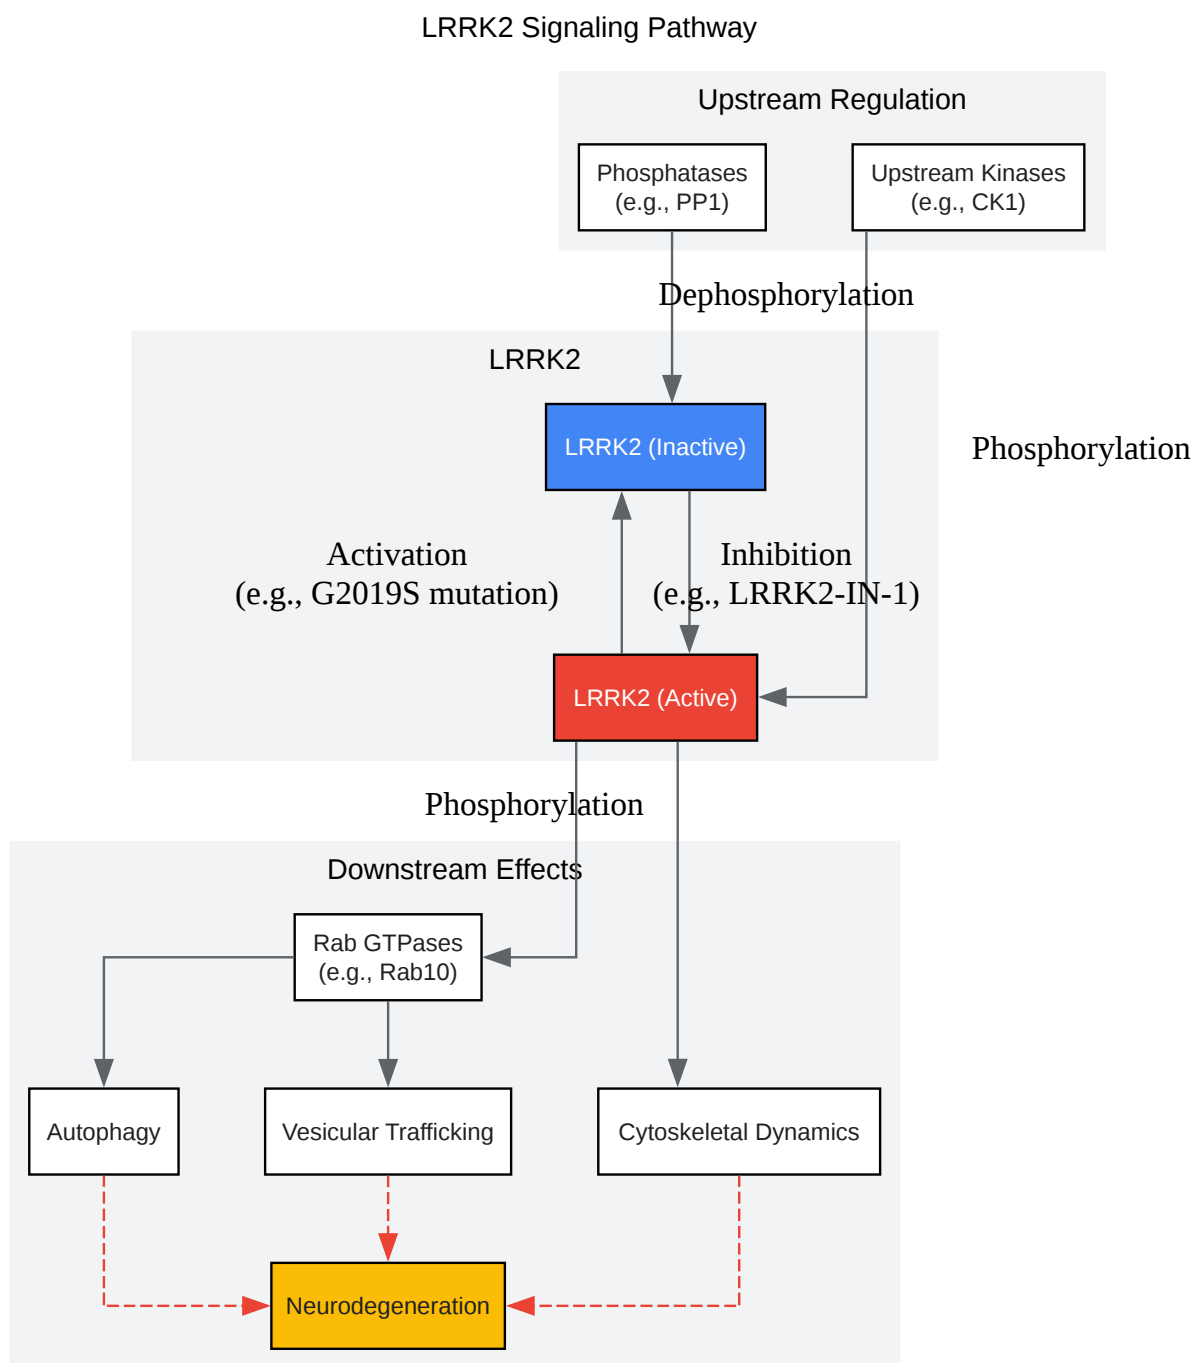 LRRK2 Signaling Pathway
Upstream Regulation
Phosphatases
(e.g., PP1)
Upstream Kinases
(e.g., CK1)
Dephosphorylation
LRRK2
LRRK2 (Inactive)
Phosphorylation
Activation
(e.g., G2019S mutation)
Inhibition
(e.g., LRRK2-IN-1)
LRRK2 (Active)
Phosphorylation
Downstream Effects
Rab GTPases
(e.g., Rab10)
Autophagy
Vesicular Trafficking
Cytoskeletal Dynamics
Neurodegeneration